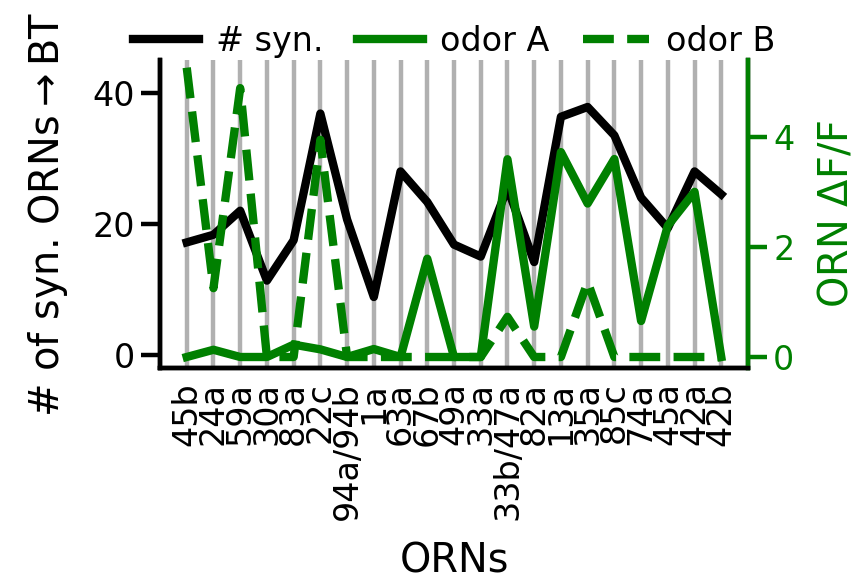 # syn. odor A odor B
# of syn. ORNs→BT
40
20
0
4
2
0
ORN ΔF/F
45b
24a
59a
30a
83a
22c
94a/94b
1a
63a
67b
49a
33a
33b/47a
82a
13a
35a
85c
74a
45a
42a
42b
ORNs